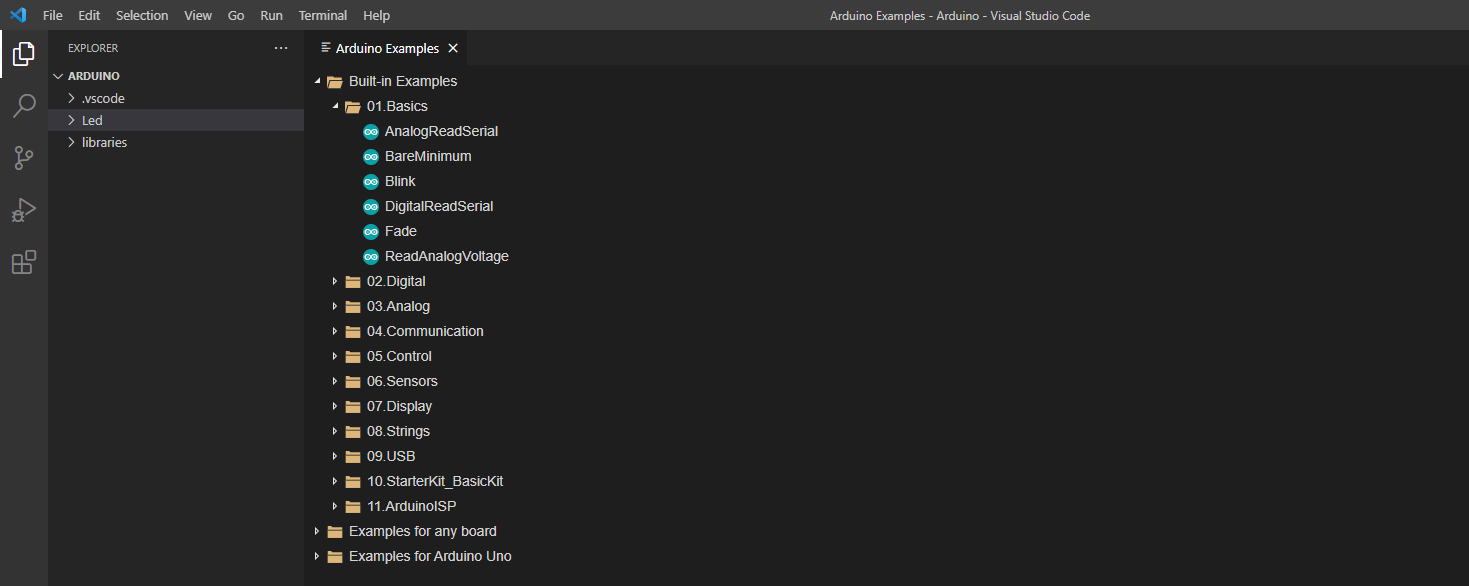 File Edit Selection View Go Run Terminal Help
Arduino Examples - Arduino - Visual Studio Code
EXPLORER
ARDUINO
.vscode
Led
libraries
Arduino Examples
Built-in Examples
01.Basics
AnalogReadSerial
BareMinimum
Blink
DigitalReadSerial
Fade
ReadAnalogVoltage
02.Digital
03.Analog
04.Communication
05.Control
06.Sensors
07.Display
08.Strings
09.USB
10.StarterKit_BasicKit
11.ArduinoISP
Examples for any board
Examples for Arduino Uno